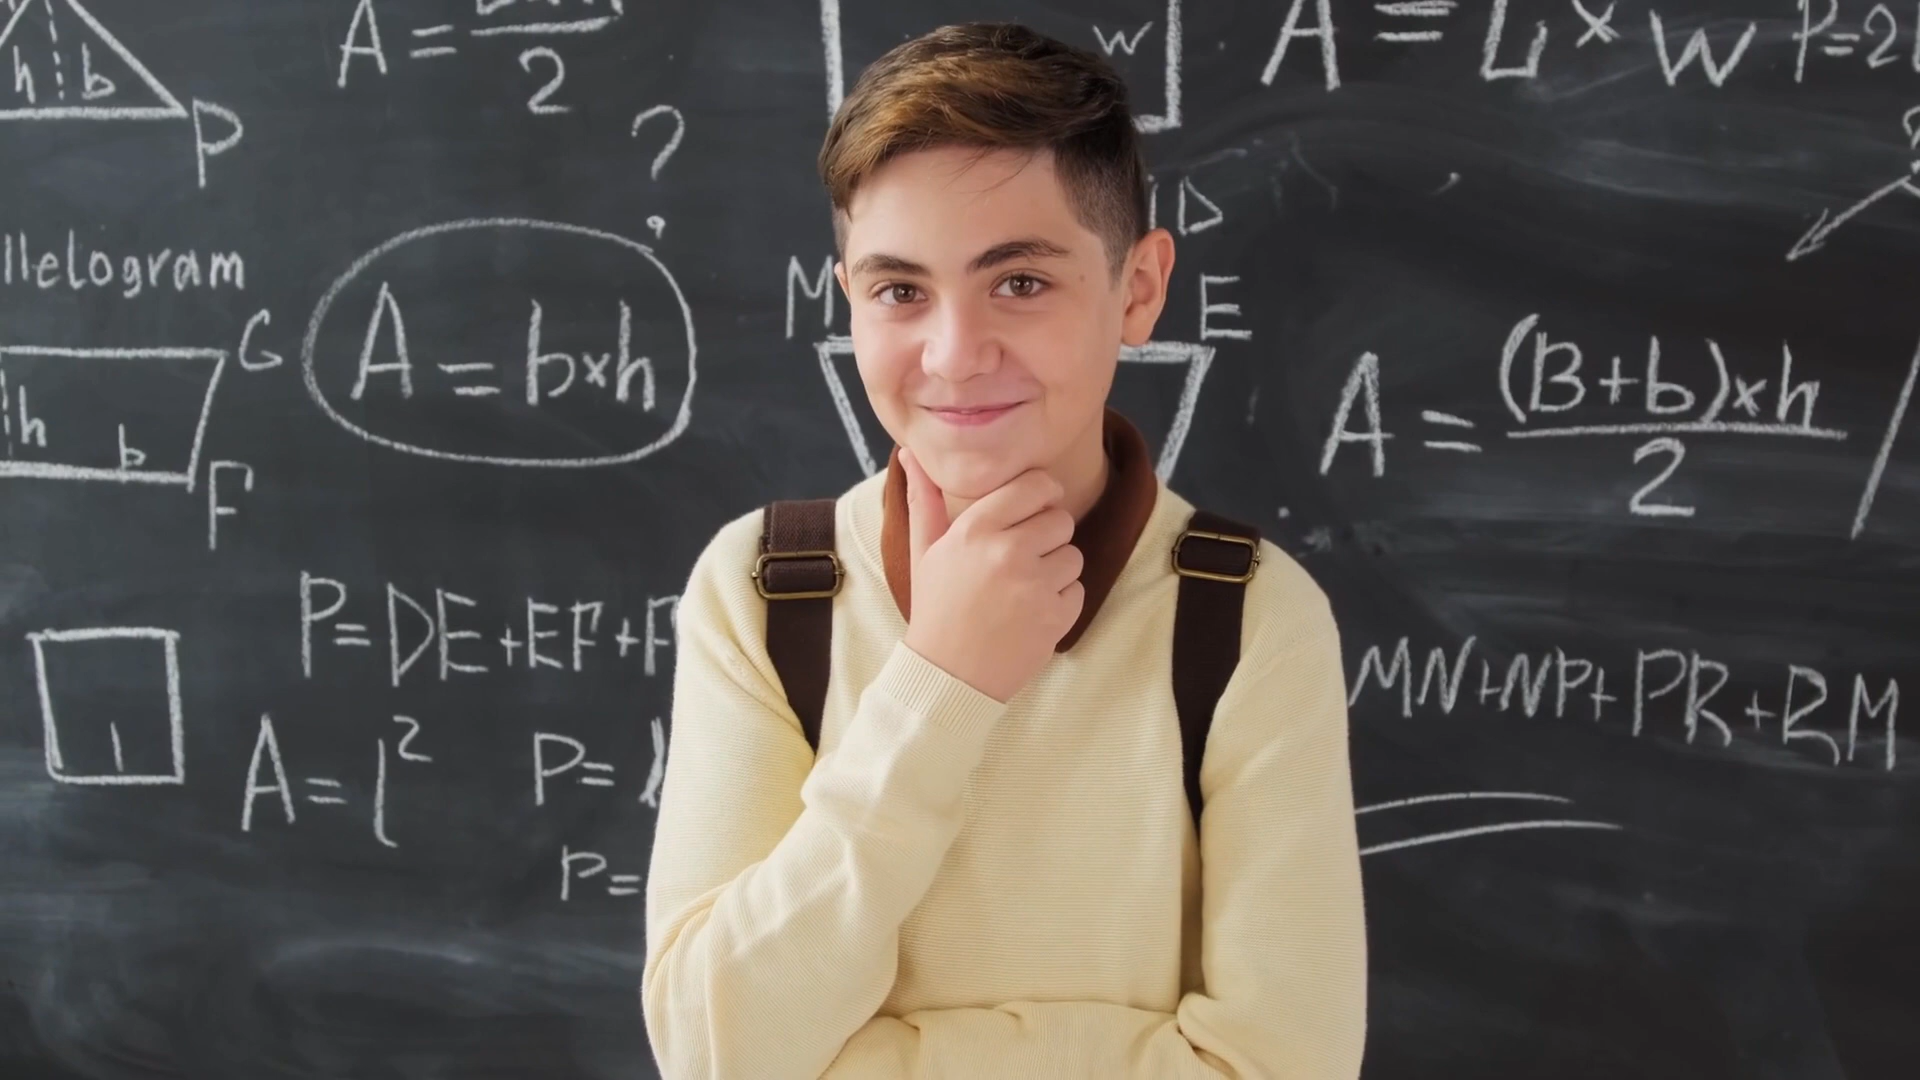 h b
P
A = b×h / 2
?
w
A = L × W
P=2
llelogram
G
h b
F
A = b×h
M
D
E
A = (B+b)×h / 2
P=DE+EF+F
MN+NP+PR+RM
l
A=l²
P=
P=